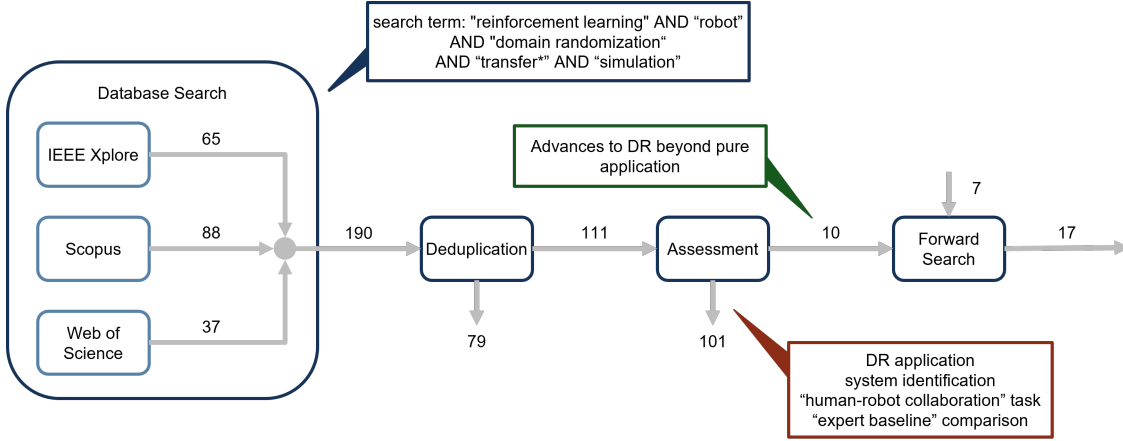 search term: "reinforcement learning" AND “robot”
AND "domain randomization“
AND “transfer*” AND “simulation”
Database Search
IEEE Xplore
65
Scopus
88
Web of
Science
37
190
Deduplication
79
111
Advances to DR beyond pure
application
Assessment
101
10
DR application
system identification
“human-robot collaboration” task
“expert baseline” comparison
7
Forward
Search
17